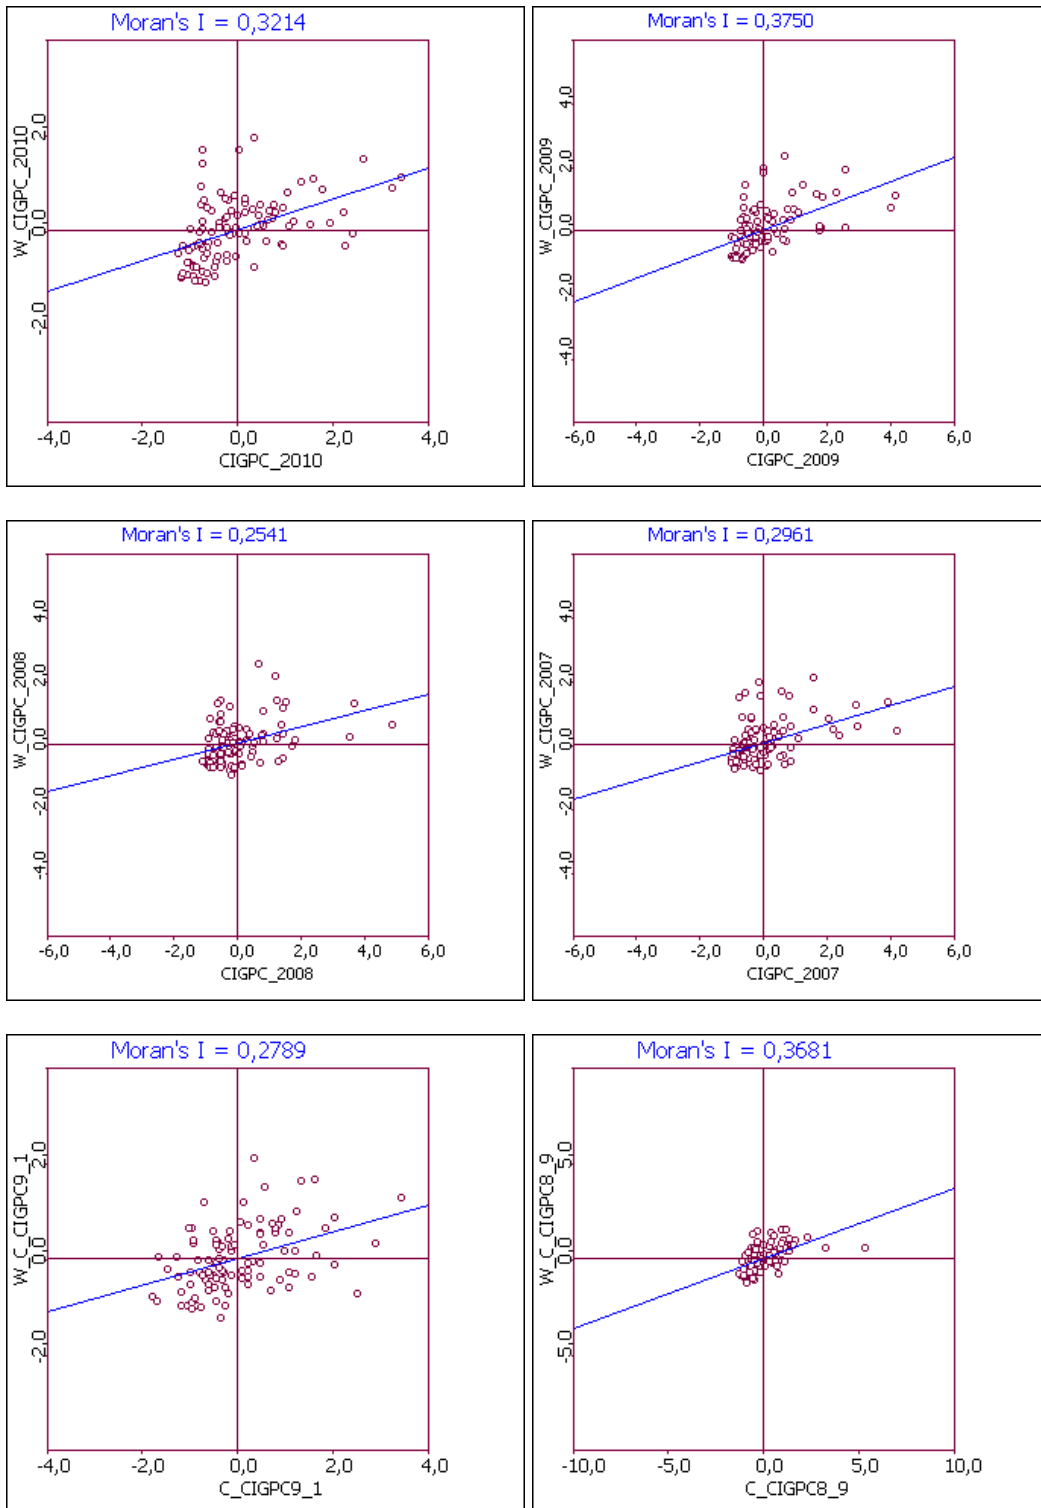 Moran's I = 0,3214
W_CIGPC_2010
2,0
0,0
-2,0
-4,0 -2,0 0,0 2,0 4,0
CIGPC_2010
Moran's I = 0,3750
W_CIGPC_2009
4,0
2,0
0,0
-2,0
-4,0
-6,0 -4,0 -2,0 0,0 2,0 4,0 6,0
CIGPC_2009
Moran's I = 0,2541
W_CIGPC_2008
4,0
2,0
0,0
-2,0
-4,0
-6,0 -4,0 -2,0 0,0 2,0 4,0 6,0
CIGPC_2008
Moran's I = 0,2961
W_CIGPC_2007
4,0
2,0
0,0
-2,0
-4,0
-6,0 -4,0 -2,0 0,0 2,0 4,0 6,0
CIGPC_2007
Moran's I = 0,2789
W_C_CIGPC9_1
2,0
0,0
-2,0
-4,0 -2,0 0,0 2,0 4,0
C_CIGPC9_1
Moran's I = 0,3681
W_C_CIGPC8_9
5,0
0,0
-5,0
-10,0 -5,0 0,0 5,0 10,0
C_CIGPC8_9